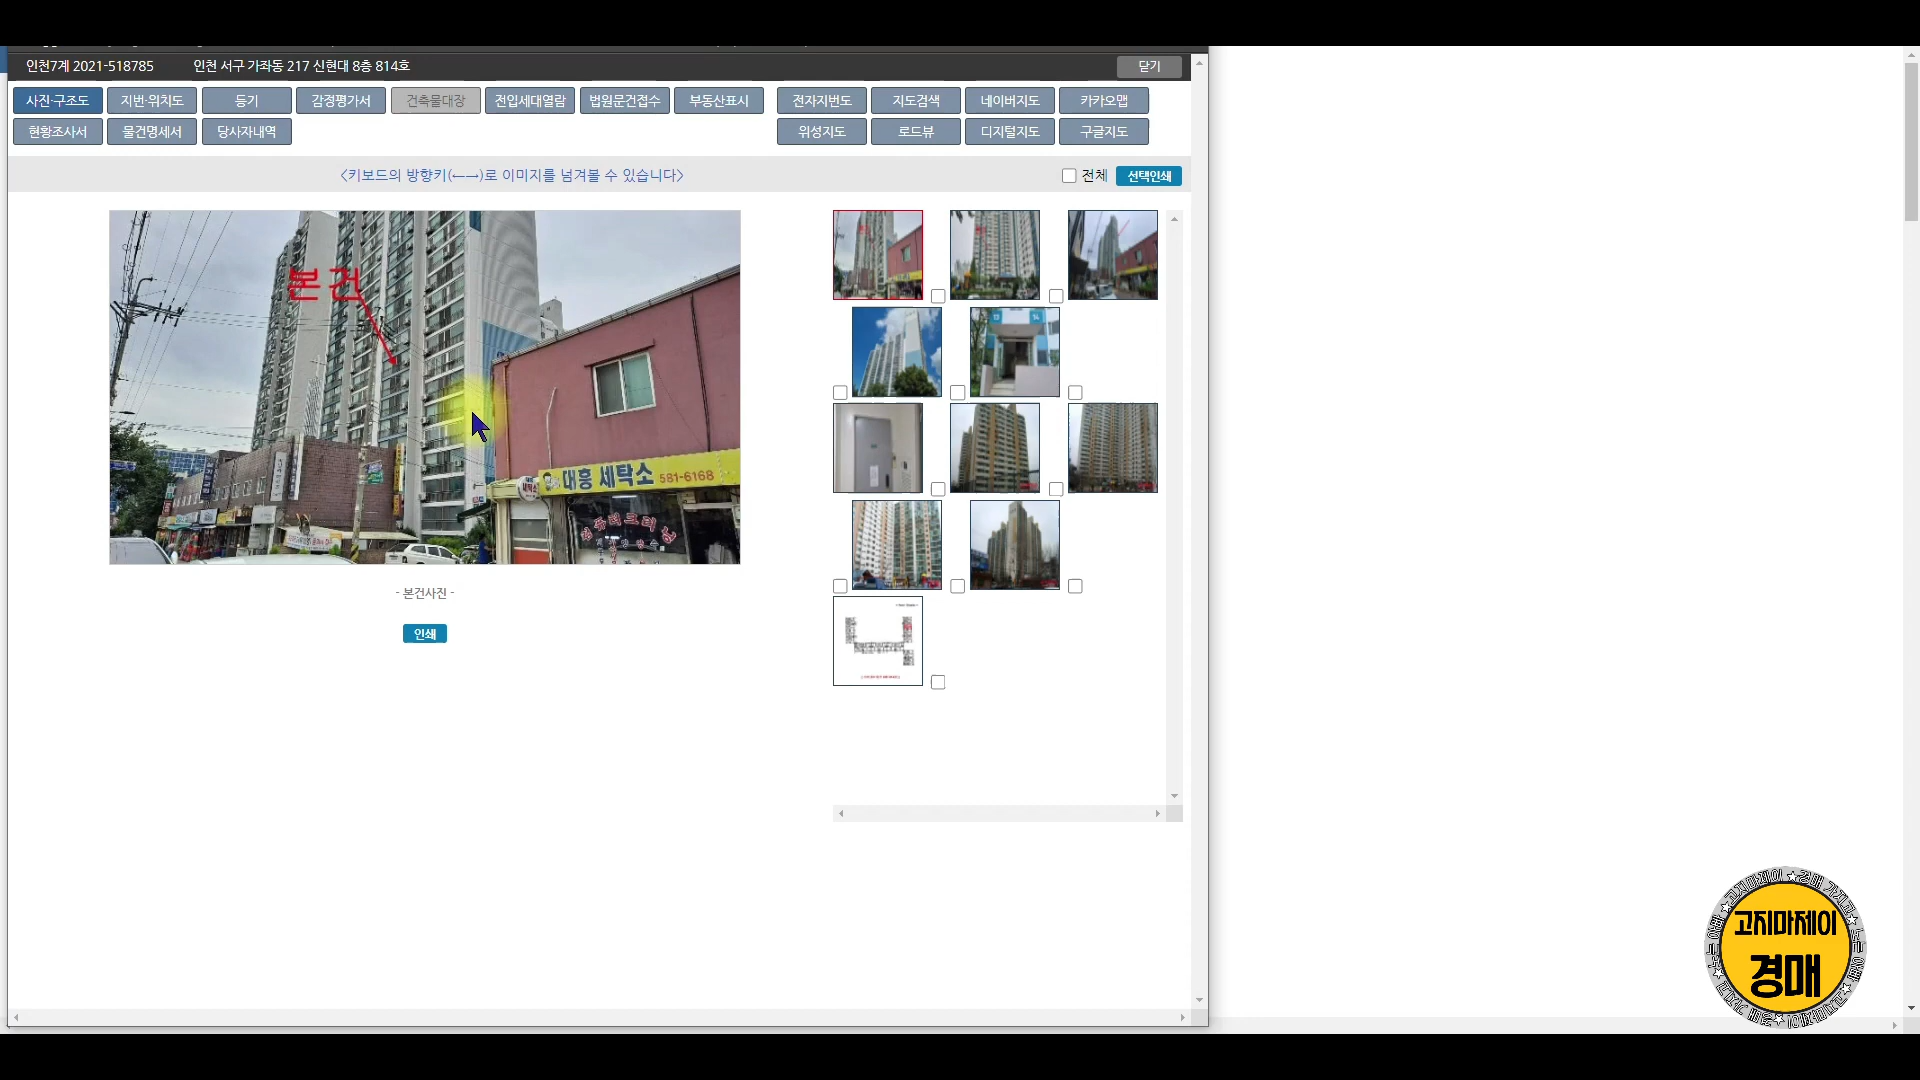 인천7계 2021-518785 인천 서구 가좌동 217 신현대 8층 814호 닫기
사진·구조도 지번·위치도 등기 감정평가서 건축물대장 전입세대열람 법원문건접수 부동산표시 전자지번도 지도검색 네이버지도 카카오맵
현황조사서 물건명세서 당사자내역 위성지도 로드뷰 디지털지도 구글지도
<키보드의 방향키(←→)로 이미지를 넘겨볼 수 있습니다> 전체 선택인쇄
본건
대흥 세탁소 581-6168
- 본건사진 -
인쇄
고지마제이
경매